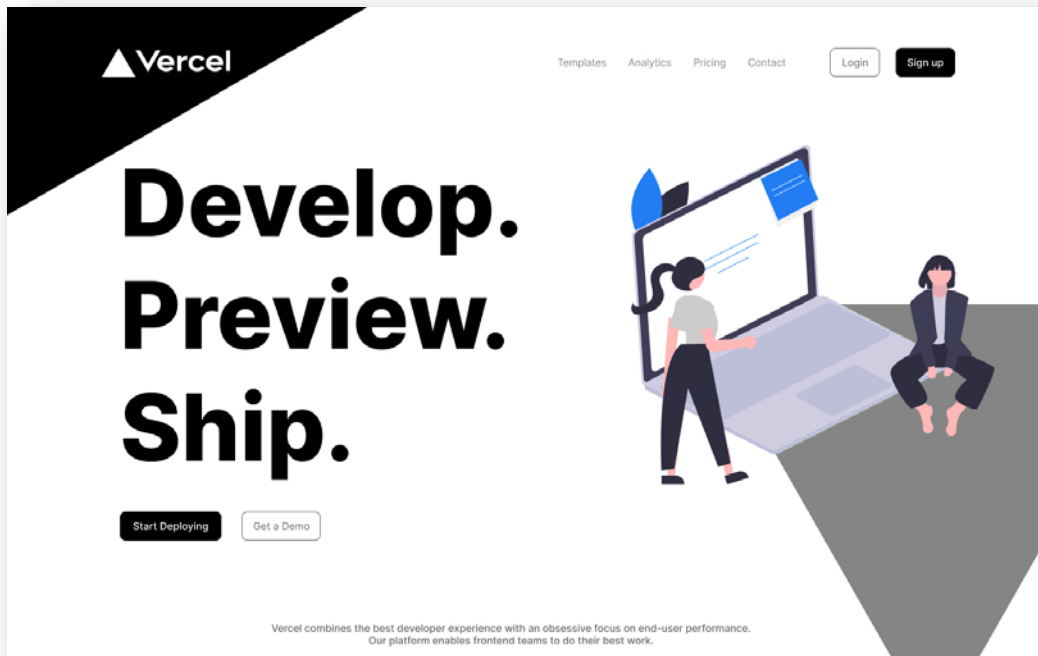 Vercel
Templates Analytics Pricing Contact Login Sign up
Develop.
Preview.
Ship.
Start Deploying Get a Demo
Vercel combines the best developer experience with an obsessive focus on end-user performance.
Our platform enables frontend teams to do their best work.